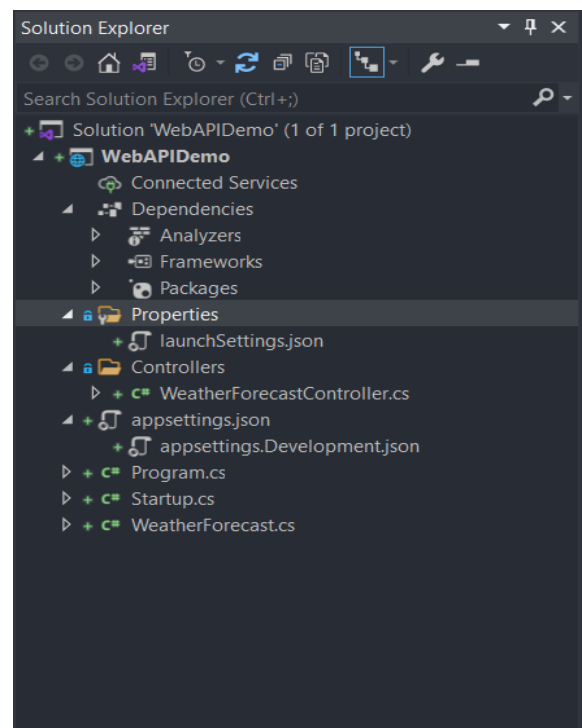 Solution Explorer
Search Solution Explorer (Ctrl+;)
Solution 'WebAPIDemo' (1 of 1 project)
WebAPIDemo
Connected Services
Dependencies
Analyzers
Frameworks
Packages
Properties
launchSettings.json
Controllers
C# WeatherForecastController.cs
appsettings.json
appsettings.Development.json
C# Program.cs
C# Startup.cs
C# WeatherForecast.cs